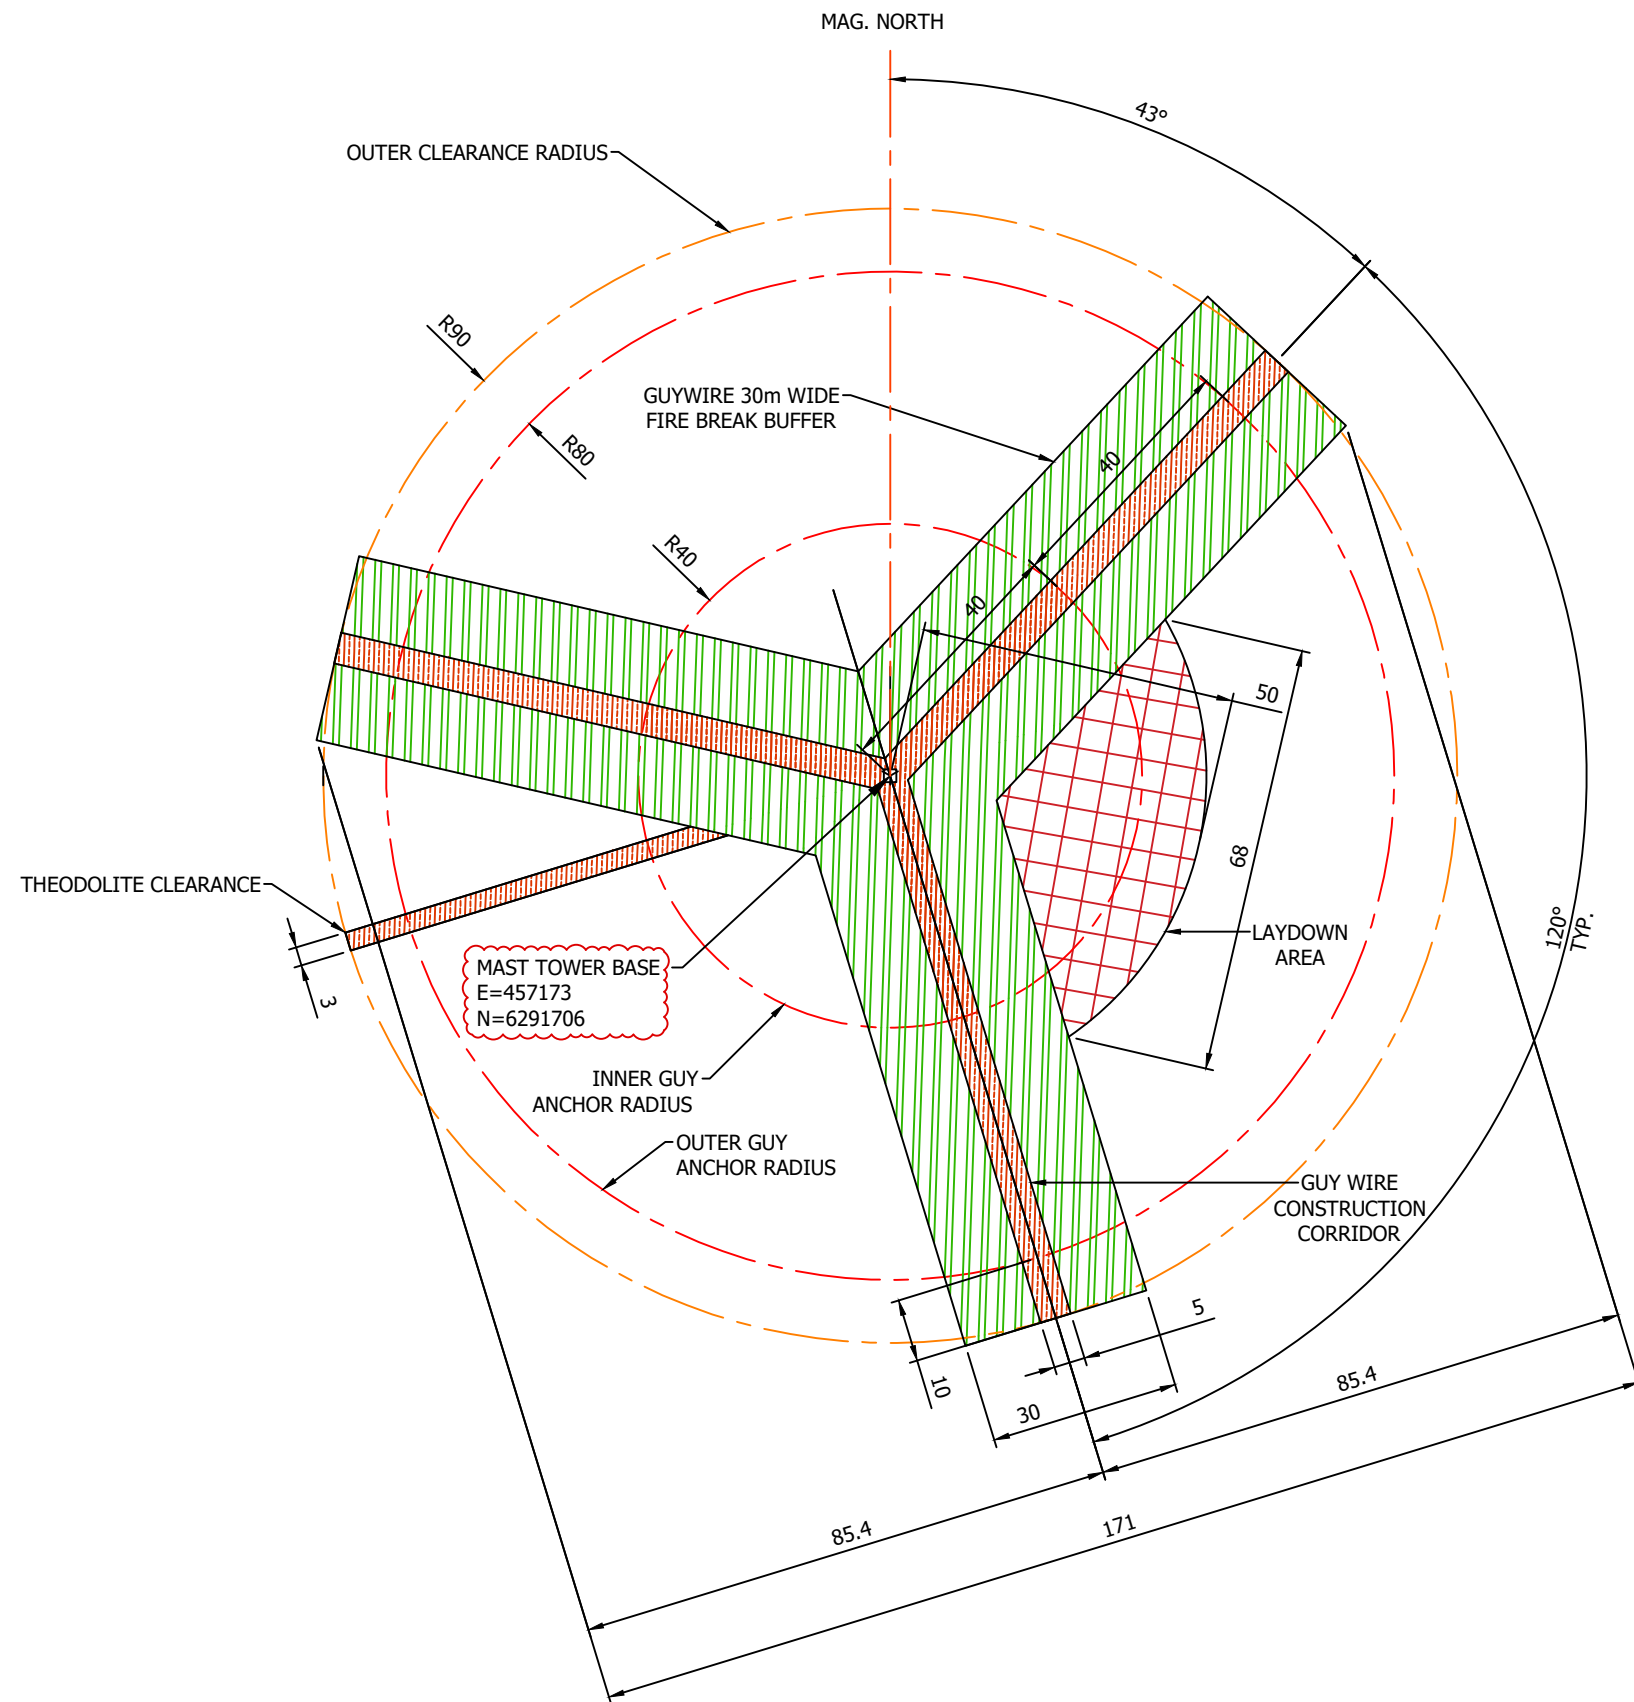 MAG. NORTH
43°
OUTER CLEARANCE RADIUS
R90
GUYWIRE 30m WIDE
FIRE BREAK BUFFER
R80
40
R40
40
50
68
THEODOLITE CLEARANCE
3
MAST TOWER BASE
E=457173
N=6291706
LAYDOWN
AREA
120°
TYP.
INNER GUY
ANCHOR RADIUS
OUTER GUY
ANCHOR RADIUS
GUY WIRE
CONSTRUCTION
CORRIDOR
5
10
30
85.4
85.4
171